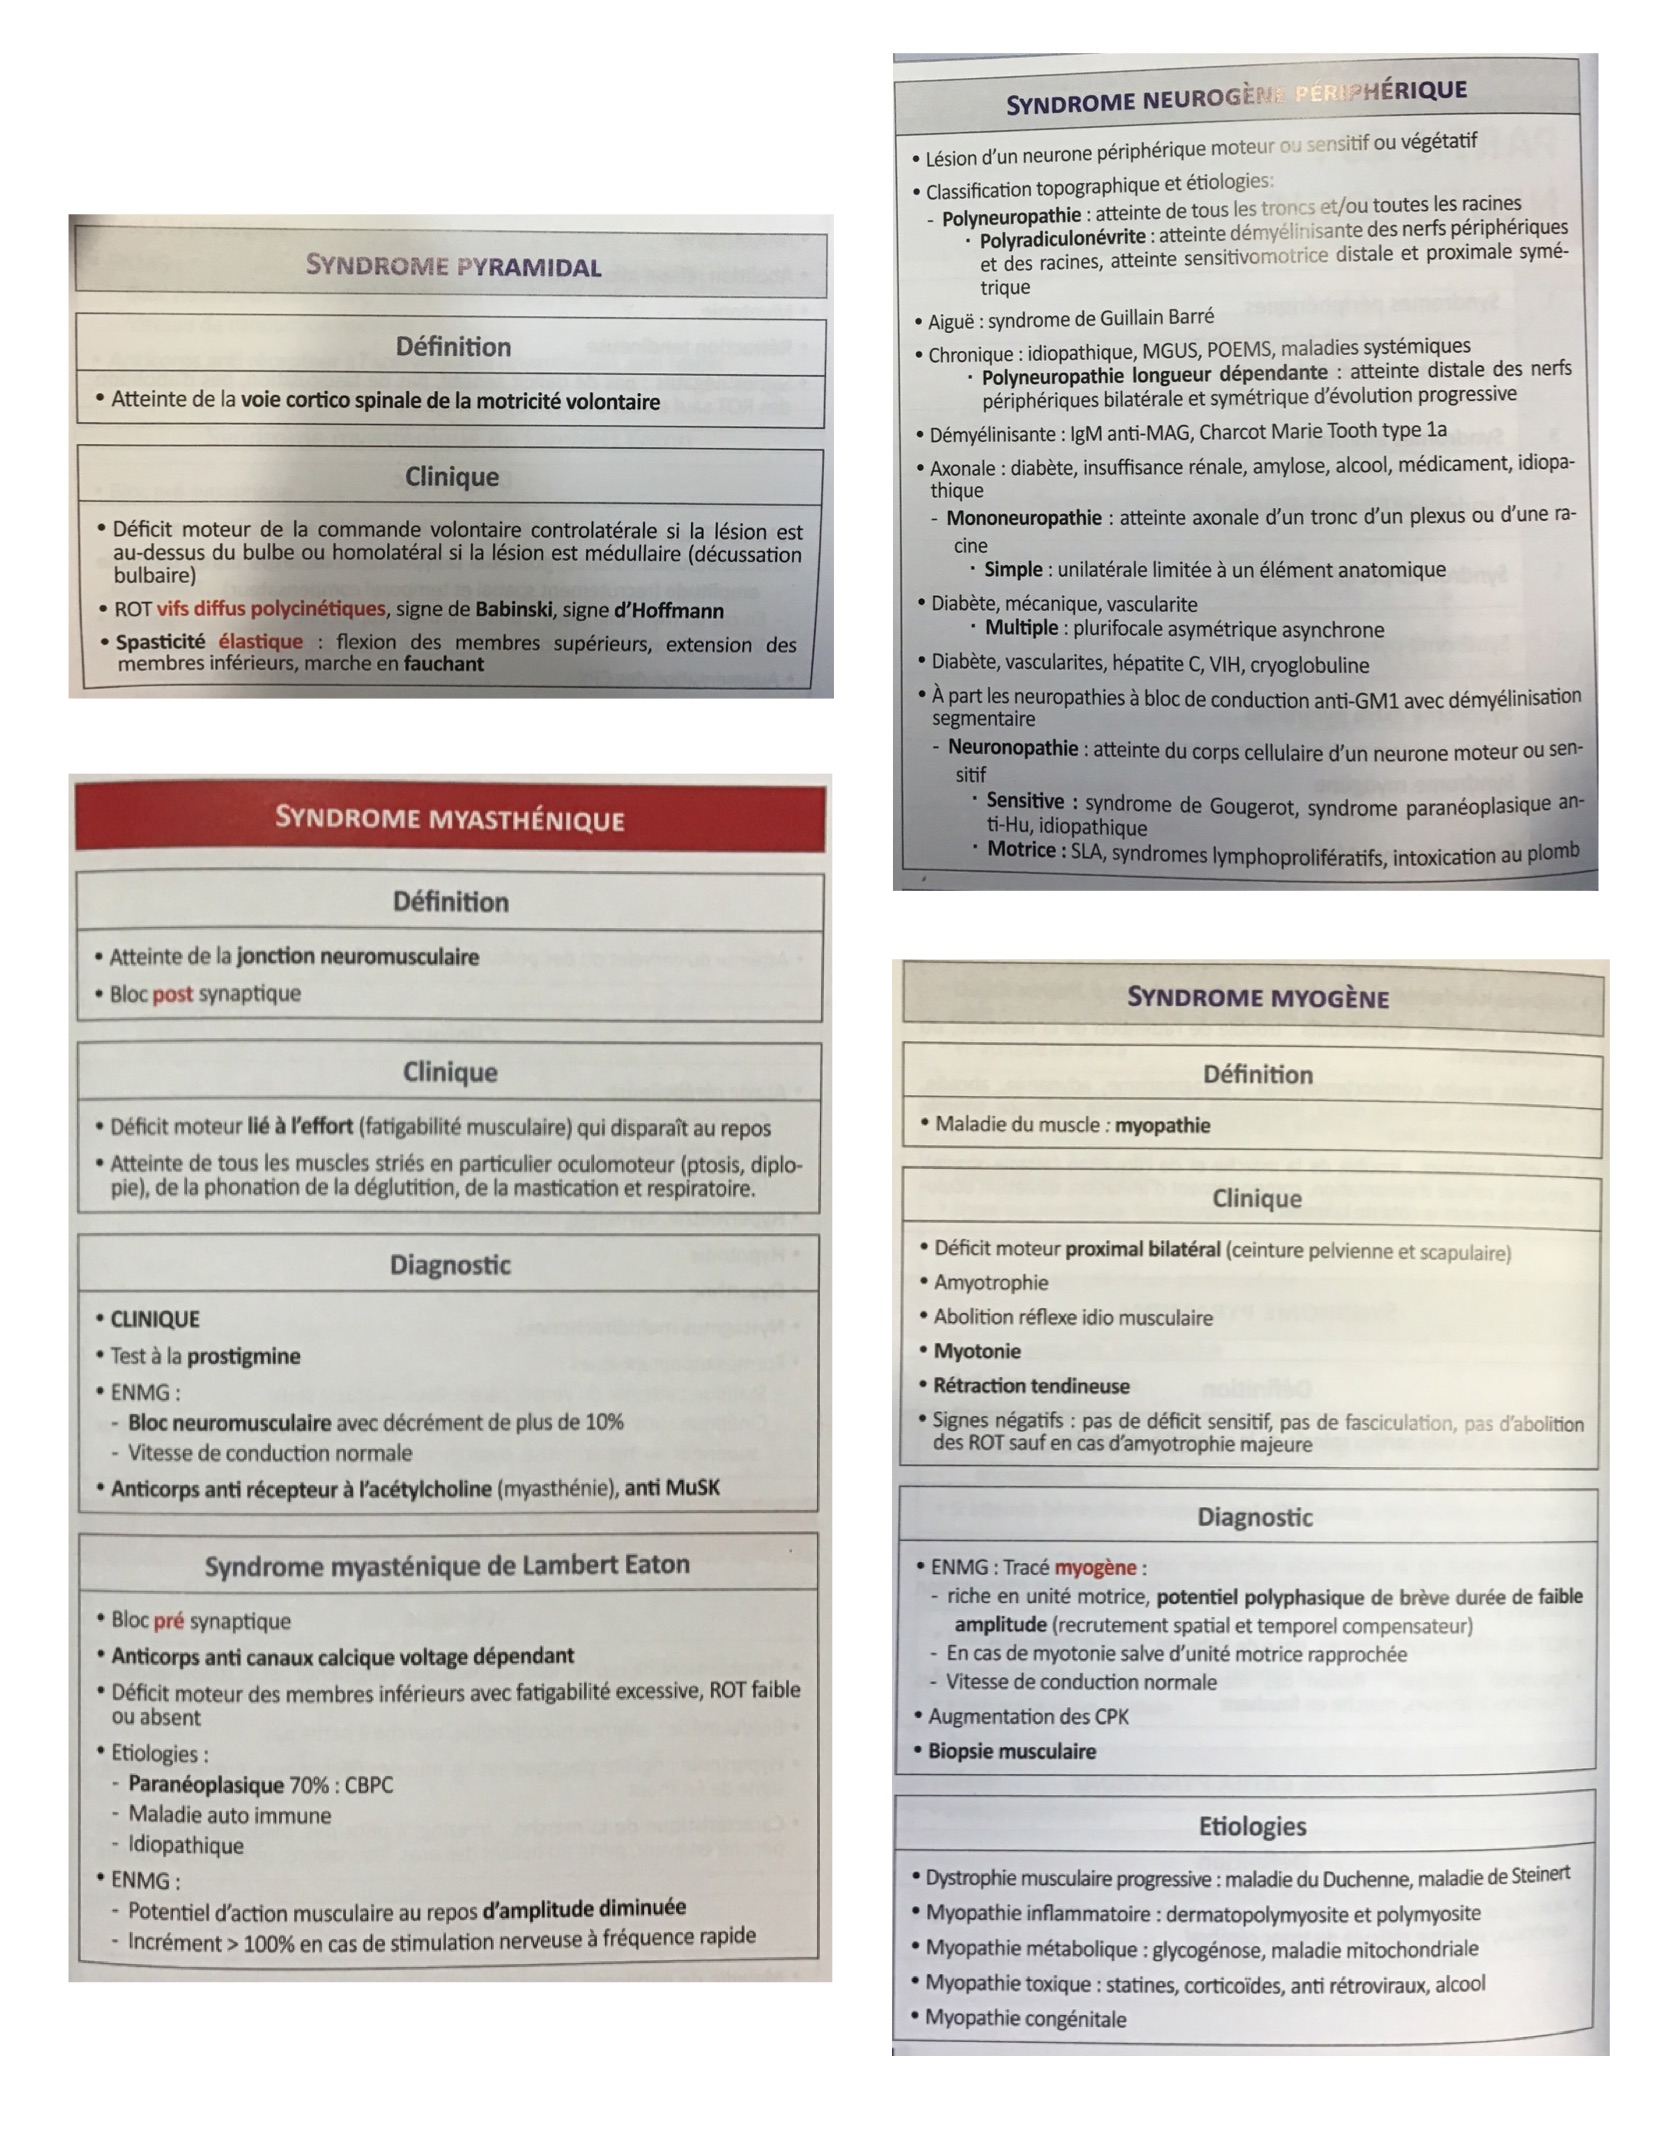 SYNDROME PYRAMIDAL
Définition
• Atteinte de la voie cortico spinale de la motricité volontaire
Clinique
• Déficit moteur de la commande volontaire controlatérale si la lésion est
au-dessus du bulbe ou homolatéral si la lésion est médullaire (décussation
bulbaire)
• ROT vifs diffus polycinétiques, signe de Babinski, signe d’Hoffmann
• Spasticité élastique : flexion des membres supérieurs, extension des
membres inférieurs, marche en fauchant
SYNDROME MYASTHÉNIQUE
Définition
• Atteinte de la jonction neuromusculaire
• Bloc post synaptique
Clinique
• Déficit moteur lié à l’effort (fatigabilité musculaire) qui disparaît au repos
• Atteinte de tous les muscles striés en particulier oculomoteur (ptosis, diplo-
pie), de la phonation de la déglutition, de la mastication et respiratoire.
Diagnostic
• CLINIQUE
• Test à la prostigmine
• ENMG :
- Bloc neuromusculaire avec décrément de plus de 10%
- Vitesse de conduction normale
• Anticorps anti récepteur à l’acétylcholine (myasthénie), anti MuSK
Syndrome myasténique de Lambert Eaton
• Bloc pré synaptique
• Anticorps anti canaux calcique voltage dépendant
• Déficit moteur des membres inférieurs avec fatigabilité excessive, ROT faible
ou absent
• Etiologies :
- Paranéoplasique 70% : CBPC
- Maladie auto immune
- Idiopathique
• ENMG :
- Potentiel d’action musculaire au repos d’amplitude diminuée
- Incrément > 100% en cas de stimulation nerveuse à fréquence rapide
SYNDROME NEUROGÈNE PÉRIPHÉRIQUE
• Lésion d’un neurone périphérique moteur ou sensitif ou végétatif
• Classification topographique et étiologies:
- Polyneuropathie : atteinte de tous les troncs et/ou toutes les racines
· Polyradiculonévrite : atteinte démyélinisante des nerfs périphériques
et des racines, atteinte sensitivomotrice distale et proximale symé-
trique
• Aiguë : syndrome de Guillain Barré
• Chronique : idiopathique, MGUS, POEMS, maladies systémiques
· Polyneuropathie longueur dépendante : atteinte distale des nerfs
périphériques bilatérale et symétrique d’évolution progressive
• Démyélinisante : IgM anti-MAG, Charcot Marie Tooth type 1a
• Axonale : diabète, insuffisance rénale, amylose, alcool, médicament, idiopa-
thique
- Mononeuropathie : atteinte axonale d’un tronc d’un plexus ou d’une ra-
cine
· Simple : unilatérale limitée à un élément anatomique
• Diabète, mécanique, vascularite
· Multiple : plurifocale asymétrique asynchrone
• Diabète, vascularites, hépatite C, VIH, cryoglobuline
• À part les neuropathies à bloc de conduction anti-GM1 avec démyélinisation
segmentaire
- Neuronopathie : atteinte du corps cellulaire d’un neurone moteur ou sen-
sitif
· Sensitive : syndrome de Gougerot, syndrome paranéoplasique an-
ti-Hu, idiopathique
· Motrice : SLA, syndromes lymphoprolifératifs, intoxication au plomb
SYNDROME MYOGÈNE
Définition
• Maladie du muscle : myopathie
Clinique
• Déficit moteur proximal bilatéral (ceinture pelvienne et scapulaire)
• Amyotrophie
• Abolition réflexe idio musculaire
• Myotonie
• Rétraction tendineuse
• Signes négatifs : pas de déficit sensitif, pas de fasciculation, pas d’abolition
des ROT sauf en cas d’amyotrophie majeure
Diagnostic
• ENMG : Tracé myogène :
- riche en unité motrice, potentiel polyphasique de brève durée de faible
amplitude (recrutement spatial et temporel compensateur)
- En cas de myotonie salve d’unité motrice rapprochée
- Vitesse de conduction normale
• Augmentation des CPK
• Biopsie musculaire
Etiologies
• Dystrophie musculaire progressive : maladie du Duchenne, maladie de Steinert
• Myopathie inflammatoire : dermatopolymyosite et polymyosite
• Myopathie métabolique : glycogénose, maladie mitochondriale
• Myopathie toxique : statines, corticoïdes, anti rétroviraux, alcool
• Myopathie congénitale